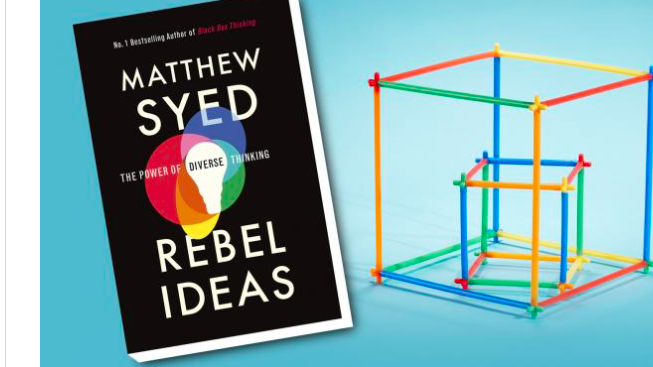 No. 1 Bestselling Author of Black Box Thinking
MATTHEW
SYED
THE POWER OF DIVERSE THINKING
REBEL
IDEAS